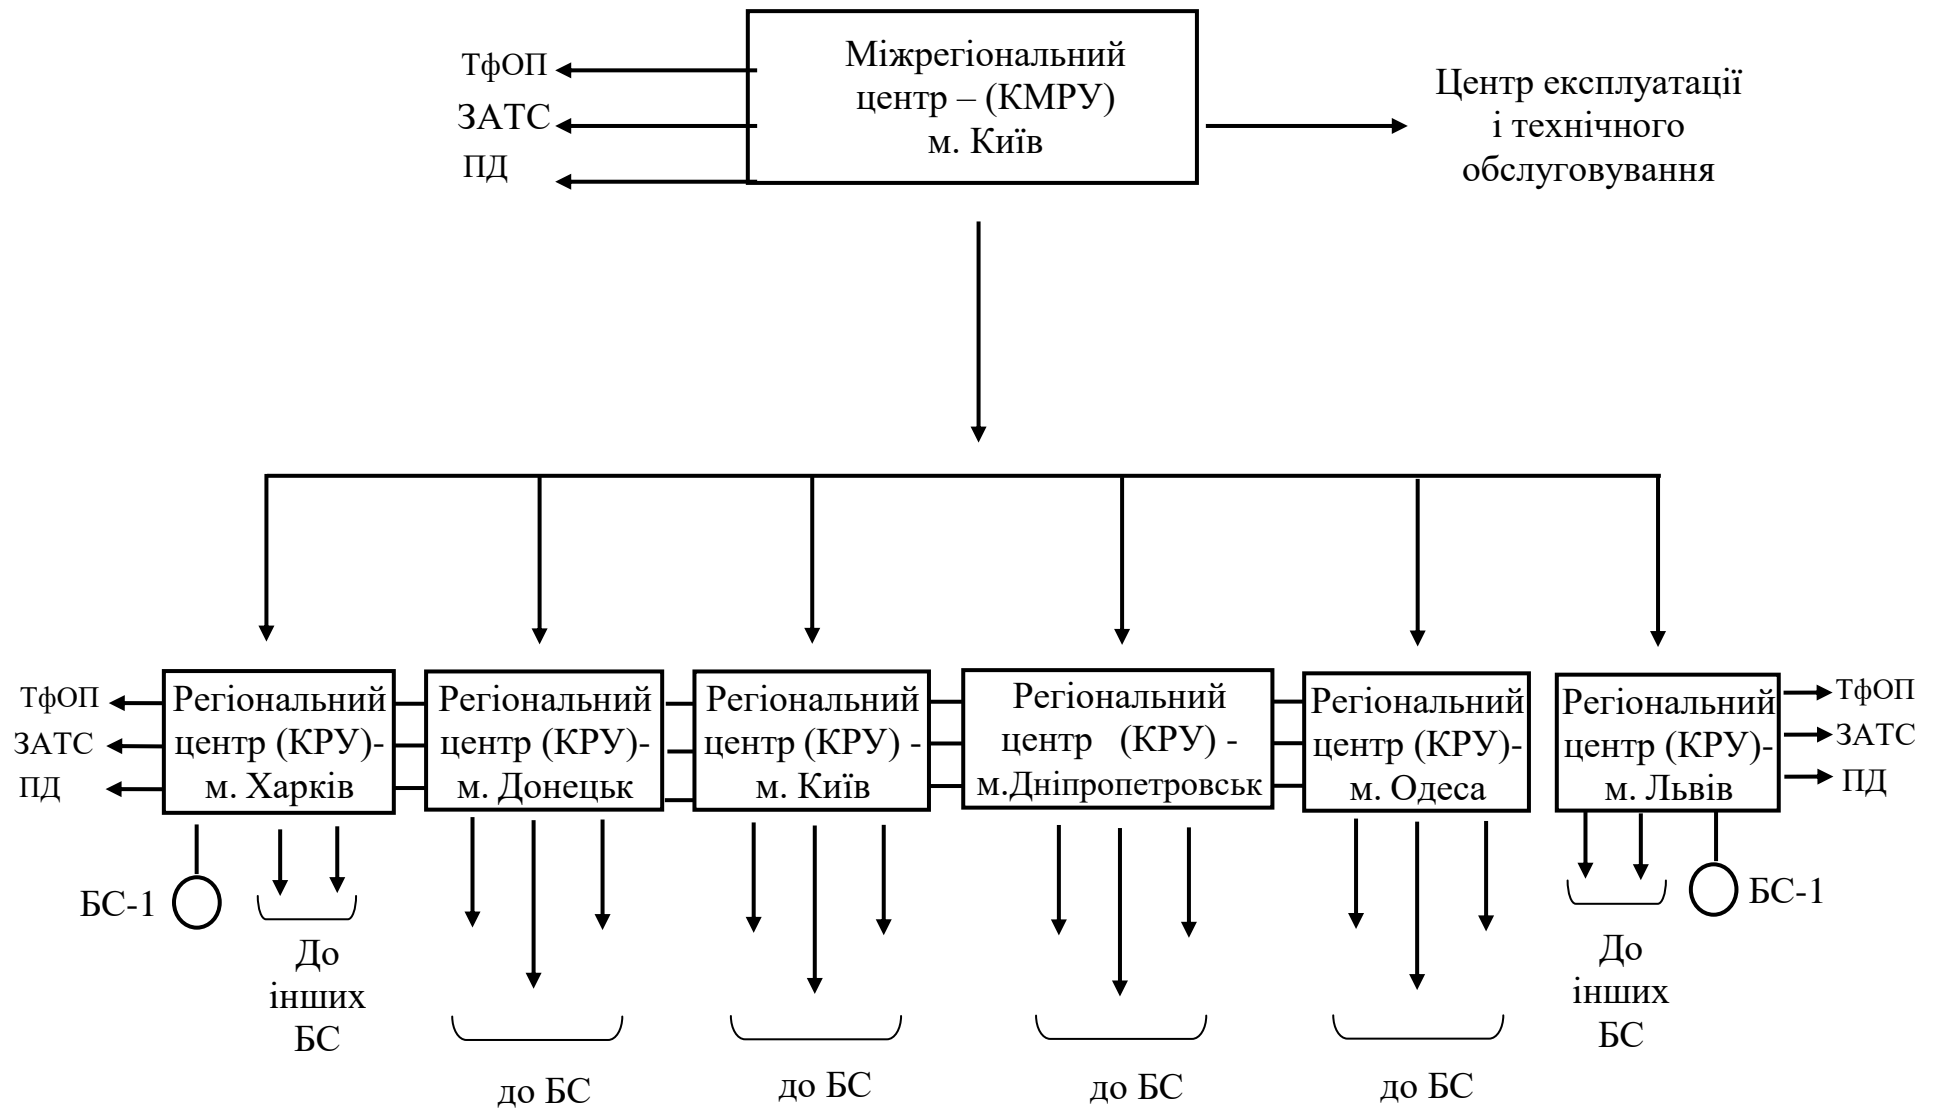 ТфОП
ЗАТС
ПД
Міжрегіональний
центр – (КМРУ)
м. Київ
Центр експлуатації
і технічного
обслуговування
ТфОП
ЗАТС
ПД
Регіональний
центр (КРУ)-
м. Харків
Регіональний
центр (КРУ)-
м. Донецьк
Регіональний
центр (КРУ) -
м. Київ
Регіональний
центр (КРУ) -
м.Дніпропетровськ
Регіональний
центр (КРУ)-
м. Одеса
Регіональний
центр (КРУ)-
м. Львів
ТфОП
ЗАТС
ПД
БС-1
До
інших
БС
до БС
до БС
до БС
до БС
До
інших
БС
БС-1